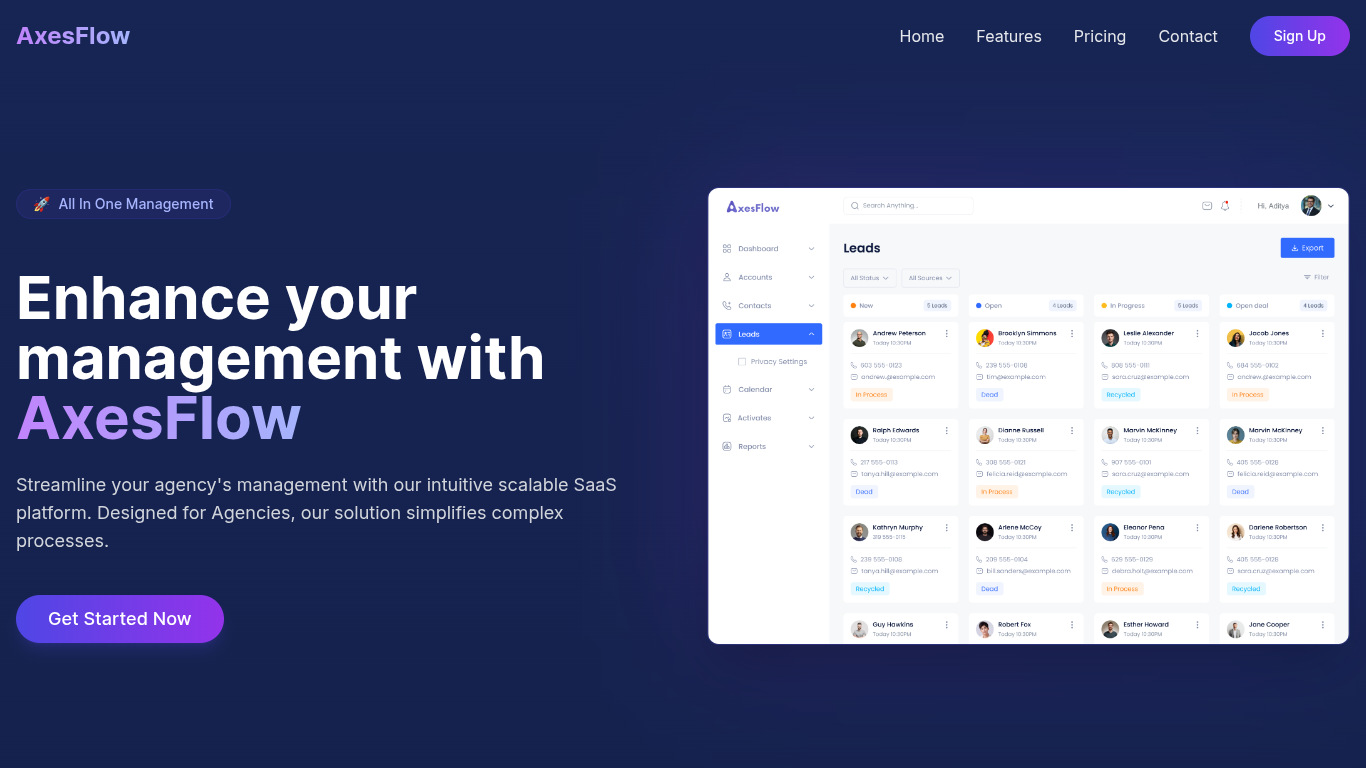 AxesFlow
Home Features Pricing Contact Sign Up
🚀 All In One Management
Enhance your
management with
AxesFlow
Streamline your agency's management with our intuitive scalable SaaS
platform. Designed for Agencies, our solution simplifies complex
processes.
Get Started Now
AxesFlow
Search Anything...
Hi, Aditya
Dashboard
Accounts
Contacts
Leads
Privacy Settings
Calendar
Activates
Reports
Leads
Export
All Status All Sources Filter
New 5 Leads Open 4 Leads In Progress 5 Leads Open deal 4 Leads
Andrew Peterson Brooklyn Simmons Leslie Alexander Jacob Jones
Today 10:30PM Today 10:30PM Today 10:30PM Today 10:30PM
603 555-0123 239 555-0108 808 555-0111 684 555-0102
andrew.@example.com tim@example.com sara.cruz@example.com andrew.@example.com
In Process Dead Recycled In Process
Ralph Edwards Dianne Russell Marvin McKinney Marvin McKinney
Today 10:30PM Today 10:30PM Today 10:30PM Today 10:30PM
217 555-0113 308 555-0121 907 555-0101 405 555-0128
tanya.hill@example.com felicia.reid@example.com sara.cruz@example.com felicia.reid@example.com
Dead In Process Recycled Dead
Kathryn Murphy Arlene McCoy Eleanor Pena Darlene Robertson
319 555-0115 Today 10:30PM Today 10:30PM Today 10:30PM
239 555-0108 209 555-0104 629 555-0129 405 555-0128
tanya.hill@example.com bill.sanders@example.com debra.holt@example.com sara.cruz@example.com
Recycled Dead In Process Recycled
Guy Hawkins Robert Fox Esther Howard Jane Cooper
Today 10:30PM Today 10:30PM Today 10:30PM Today 10:30PM